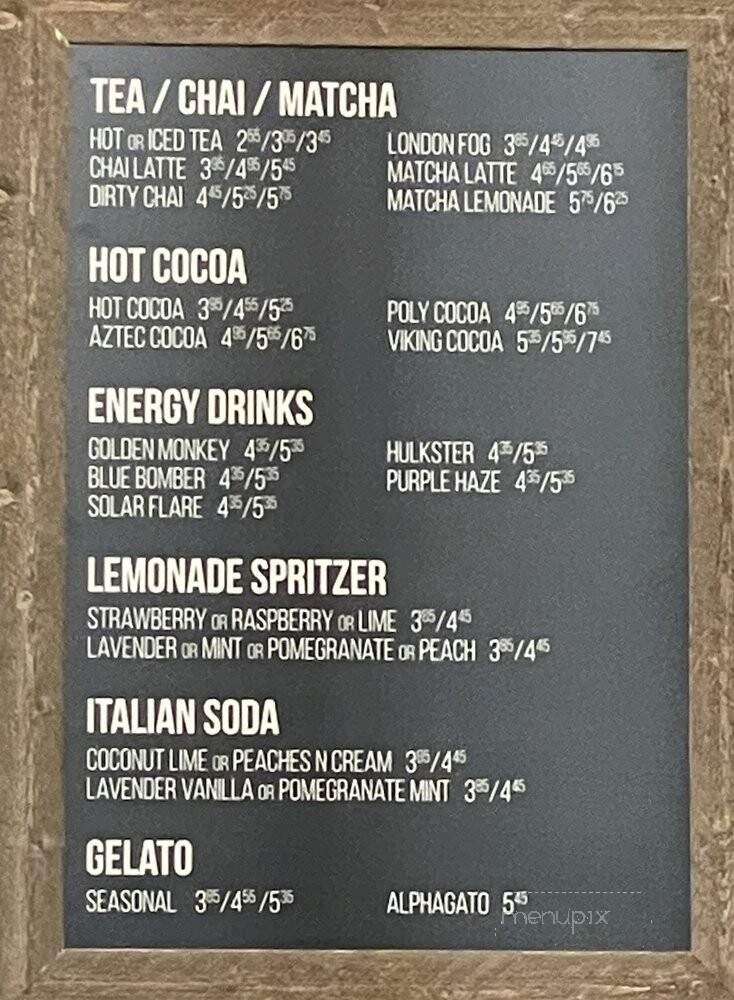 TEA / CHAI / MATCHA
HOT OR ICED TEA 2⁵⁵/3⁰⁵/3⁴⁵
LONDON FOG 3⁸⁵/4⁴⁵/4⁹⁵
CHAI LATTE 3⁹⁵/4⁹⁵/5⁴⁵
MATCHA LATTE 4⁶⁵/5⁶⁵/6¹⁵
DIRTY CHAI 4⁴⁵/5²⁵/5⁷⁵
MATCHA LEMONADE 5⁷⁵/6²⁵
HOT COCOA
HOT COCOA 3⁹⁵/4⁵⁵/5²⁵
POLY COCOA 4⁹⁵/5⁶⁵/6⁷⁵
AZTEC COCOA 4⁹⁵/5⁶⁵/6⁷⁵
VIKING COCOA 5³⁵/5⁹⁵/7⁴⁵
ENERGY DRINKS
GOLDEN MONKEY 4³⁵/5³⁵
HULKSTER 4³⁵/5³⁵
BLUE BOMBER 4³⁵/5³⁵
PURPLE HAZE 4³⁵/5³⁵
SOLAR FLARE 4³⁵/5³⁵
LEMONADE SPRITZER
STRAWBERRY OR RASPBERRY OR LIME 3⁸⁵/4⁴⁵
LAVENDER OR MINT OR POMEGRANATE OR PEACH 3⁸⁵/4⁴⁵
ITALIAN SODA
COCONUT LIME OR PEACHES N CREAM 3⁸⁵/4⁴⁵
LAVENDER VANILLA OR POMEGRANATE MINT 3⁸⁵/4⁴⁵
GELATO
SEASONAL 3⁸⁵/4⁵⁵/5³⁵
ALPHAGATO 5⁴⁵
menupix